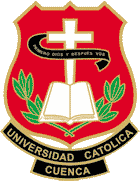 PRIMERO DIOS Y DESPUES VOS
UNIVERSIDAD CATOLICA
CUENCA